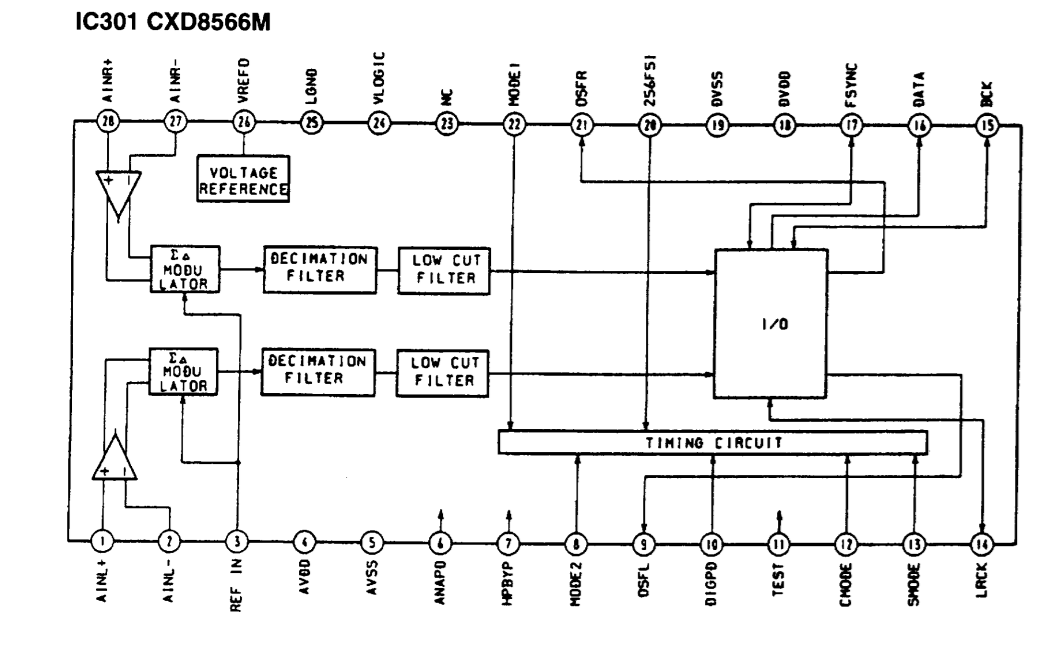 IC301 CXD8566M
AINR+ AINR- VREFO LGND VLOGIC NC MODE1 OSFR 256FS1 DVSS DVDD FSYNC DATA BCK
28 27 26 25 24 23 22 21 20 19 18 17 16 15
+ −
VOLTAGE
REFERENCE
ΣΔ
MODU
LATOR
DECIMATION
FILTER
LOW CUT
FILTER
I/O
ΣΔ
MODU
LATOR
DECIMATION
FILTER
LOW CUT
FILTER
TIMING CIRCUIT
+ −
1 2 3 4 5 6 7 8 9 10 11 12 13 14
AINL+ AINL- REF IN AVDD AVSS ANAPD HPBYP MODE2 OSFL DIGPD TEST CMODE SMODE LRCK